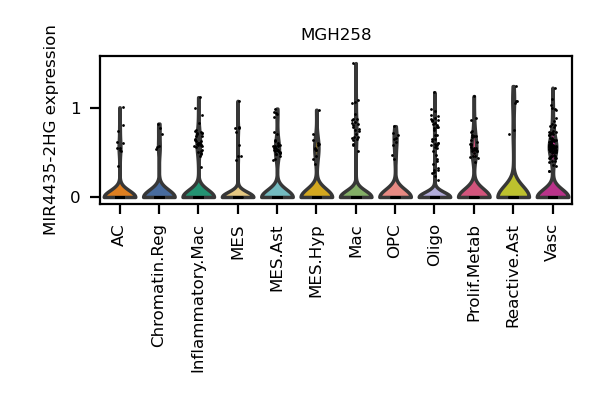 MGH258
MIR4435-2HG expression
1
0
AC
Chromatin.Reg
Inflammatory.Mac
MES
MES.Ast
MES.Hyp
Mac
OPC
Oligo
Prolif.Metab
Reactive.Ast
Vasc